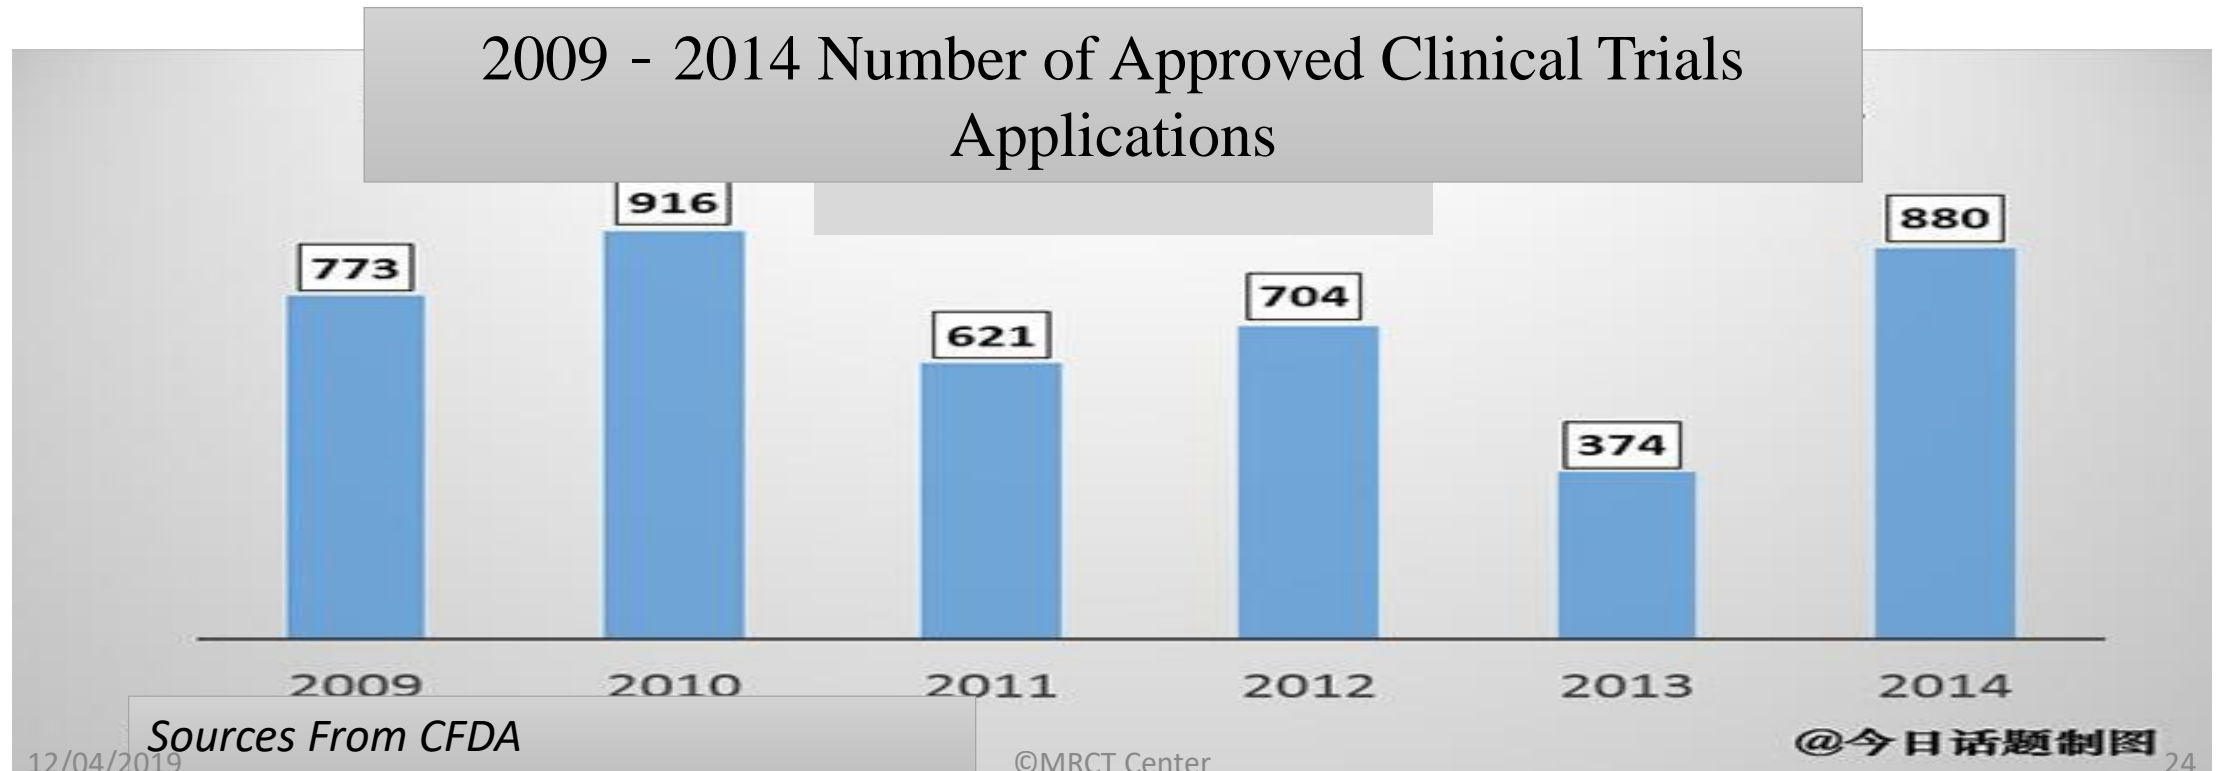 2009 - 2014 Number of Approved Clinical Trials
Applications
916
880
773
704
621
374
2009 2010 2011 2012 2013 2014
Sources From CFDA
@今日话题制图
12/04/2019 ©MRCT Center 24